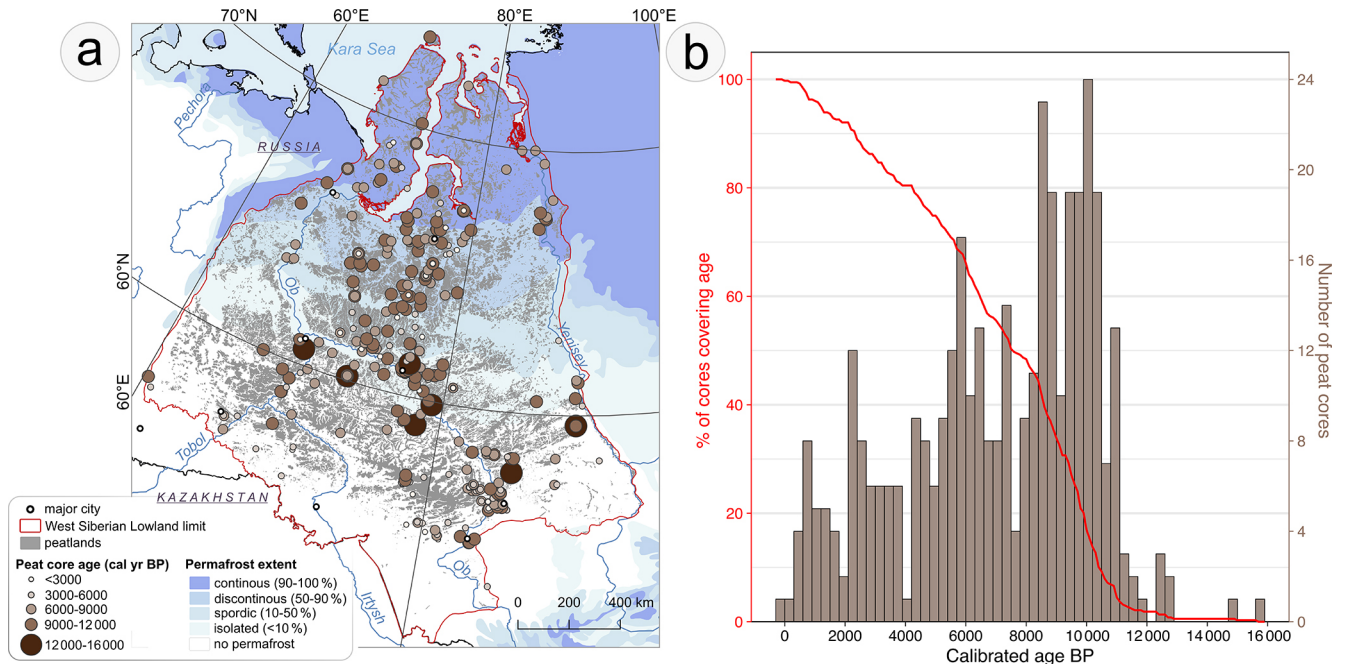 a
70°N
60°E
80°E
100°E
Kara Sea
Pechora
RUSSIA
60°N
Ob
Yenisey
60°E
Tobol
KAZAKHSTAN
Ob
Irtysh
0 200 400 km
major city
West Siberian Lowland limit
peatlands
Peat core age (cal yr BP)
<3000
3000-6000
6000-9000
9000-12 000
12 000-16 000
Permafrost extent
continous (90-100 %)
discontinous (50-90 %)
spordic (10-50 %)
isolated (<10 %)
no permafrost
b
% of cores covering age
100
80
60
40
20
0
Number of peat cores
24
20
16
12
8
4
0
0 2000 4000 6000 8000 10 000 12 000 14 000 16 000
Calibrated age BP